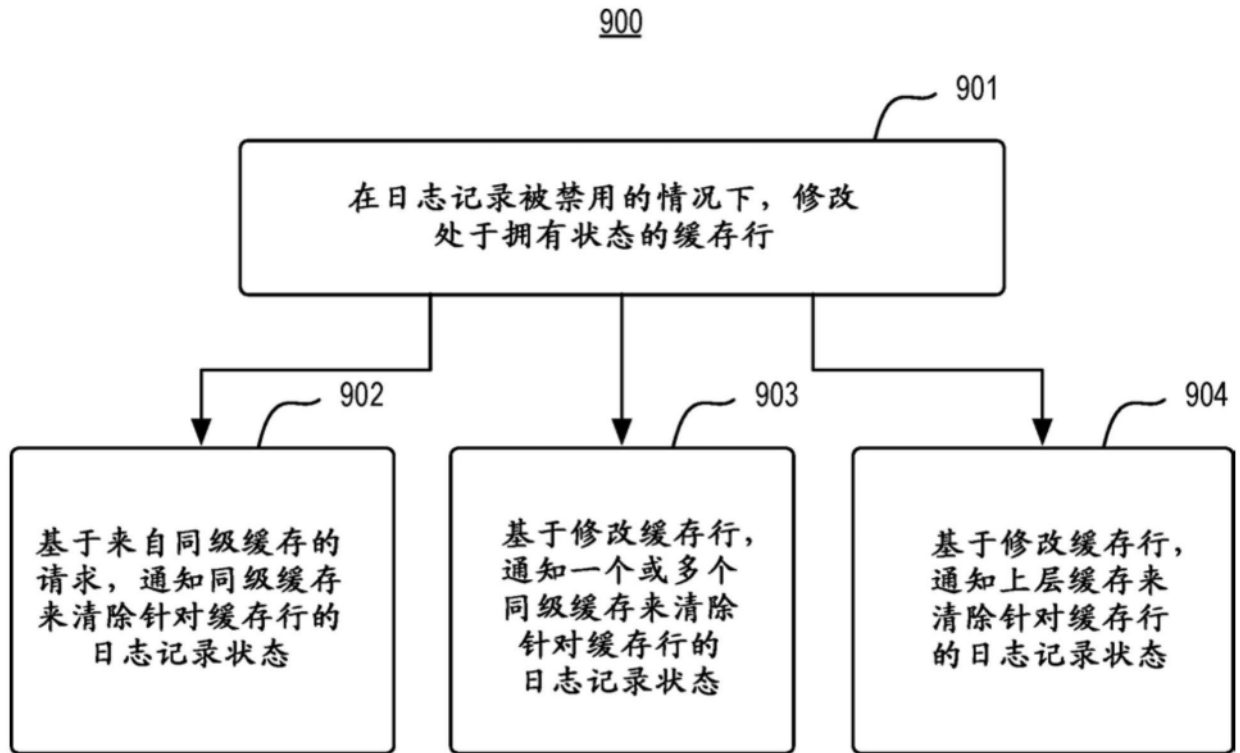 900
901
在日志记录被禁用的情况下，修改
处于拥有状态的缓存行
902
903
904
基于来自同级缓存的
请求，通知同级缓存
来清除针对缓存行的
日志记录状态
基于修改缓存行，
通知一个或多个
同级缓存来清除
针对缓存行的
日志记录状态
基于修改缓存行，
通知上层缓存来
清除针对缓存行
的日志记录状态